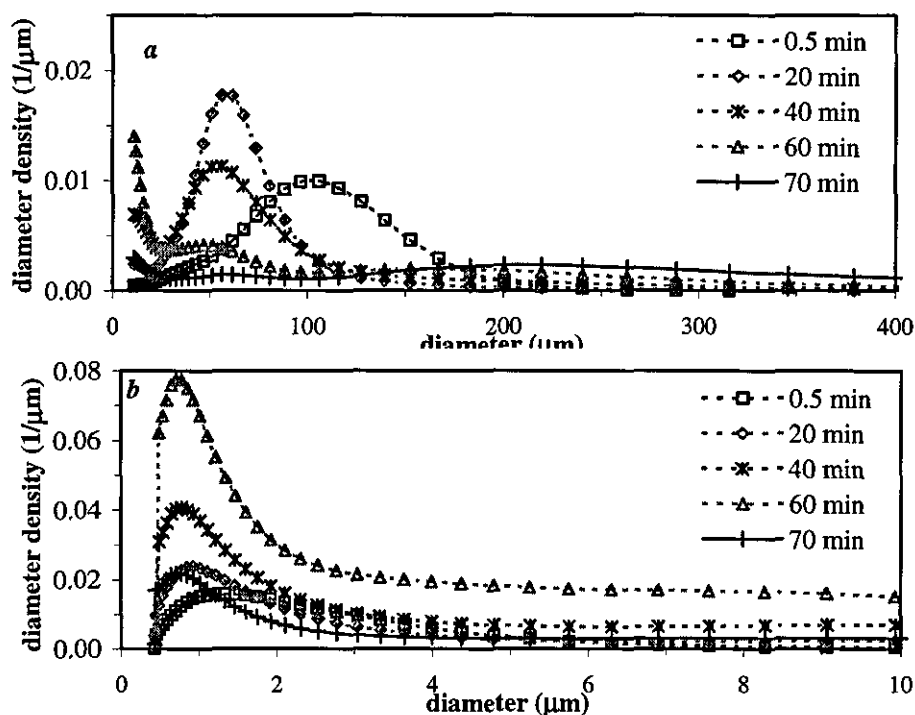 a
diameter density (1/µm)
0.02
0.01
0.00
0
100
200
300
400
diameter (µm)
0.5 min
20 min
40 min
60 min
70 min
b
diameter density (1/µm)
0,08
0,06
0,04
0,02
0,00
0
2
4
6
8
10
diameter (µm)
0.5 min
20 min
40 min
60 min
70 min